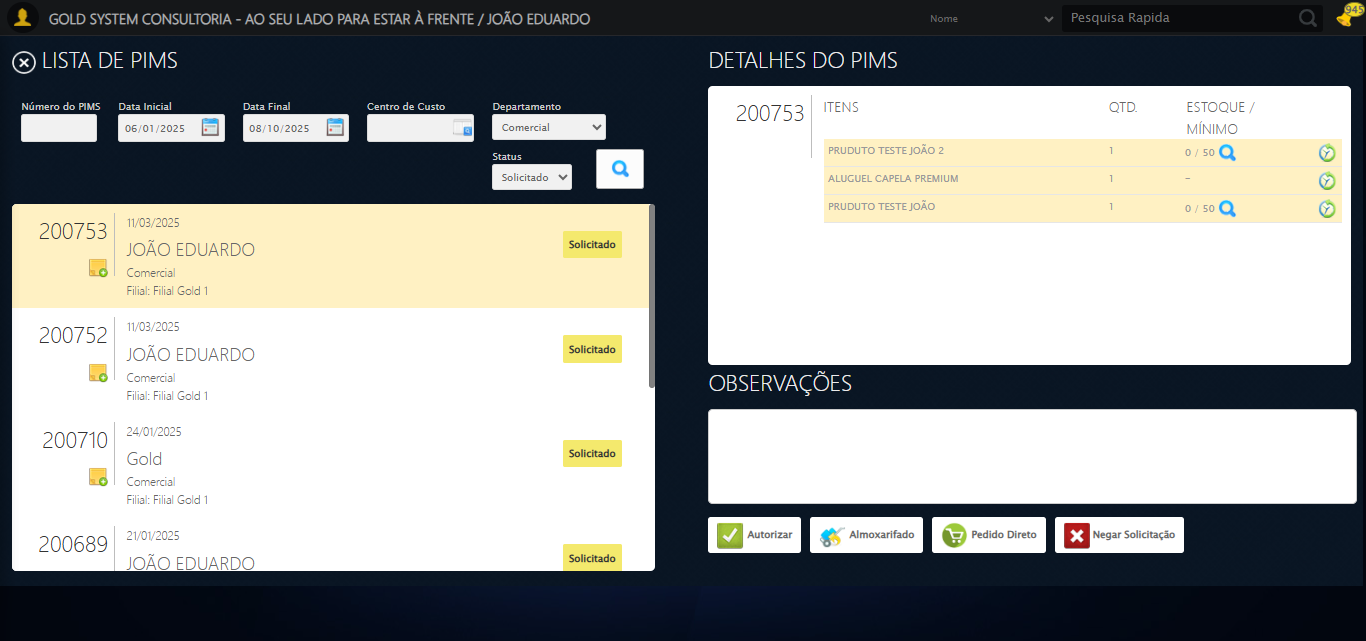 GOLD SYSTEM CONSULTORIA - AO SEU LADO PARA ESTAR À FRENTE / JOÃO EDUARDO
Nome
Pesquisa Rapida
945
LISTA DE PIMS
Número do PIMS
Data Inicial
Data Final
Centro de Custo
Departamento
06/01/2025
08/10/2025
Comercial
Status
Solicitado
200753
11/03/2025
JOÃO EDUARDO
Comercial
Filial: Filial Gold 1
Solicitado
200752
11/03/2025
JOÃO EDUARDO
Comercial
Filial: Filial Gold 1
Solicitado
200710
24/01/2025
Gold
Comercial
Filial: Filial Gold 1
Solicitado
200689
21/01/2025
JOÃO EDUARDO
Solicitado
DETALHES DO PIMS
200753
ITENS QTD. ESTOQUE /
MÍNIMO
PRUDUTO TESTE JOÃO 2 1 0 / 50
ALUGUEL CAPELA PREMIUM 1 -
PRUDUTO TESTE JOÃO 1 0 / 50
OBSERVAÇÕES
Autorizar
Almoxarifado
Pedido Direto
Negar Solicitação